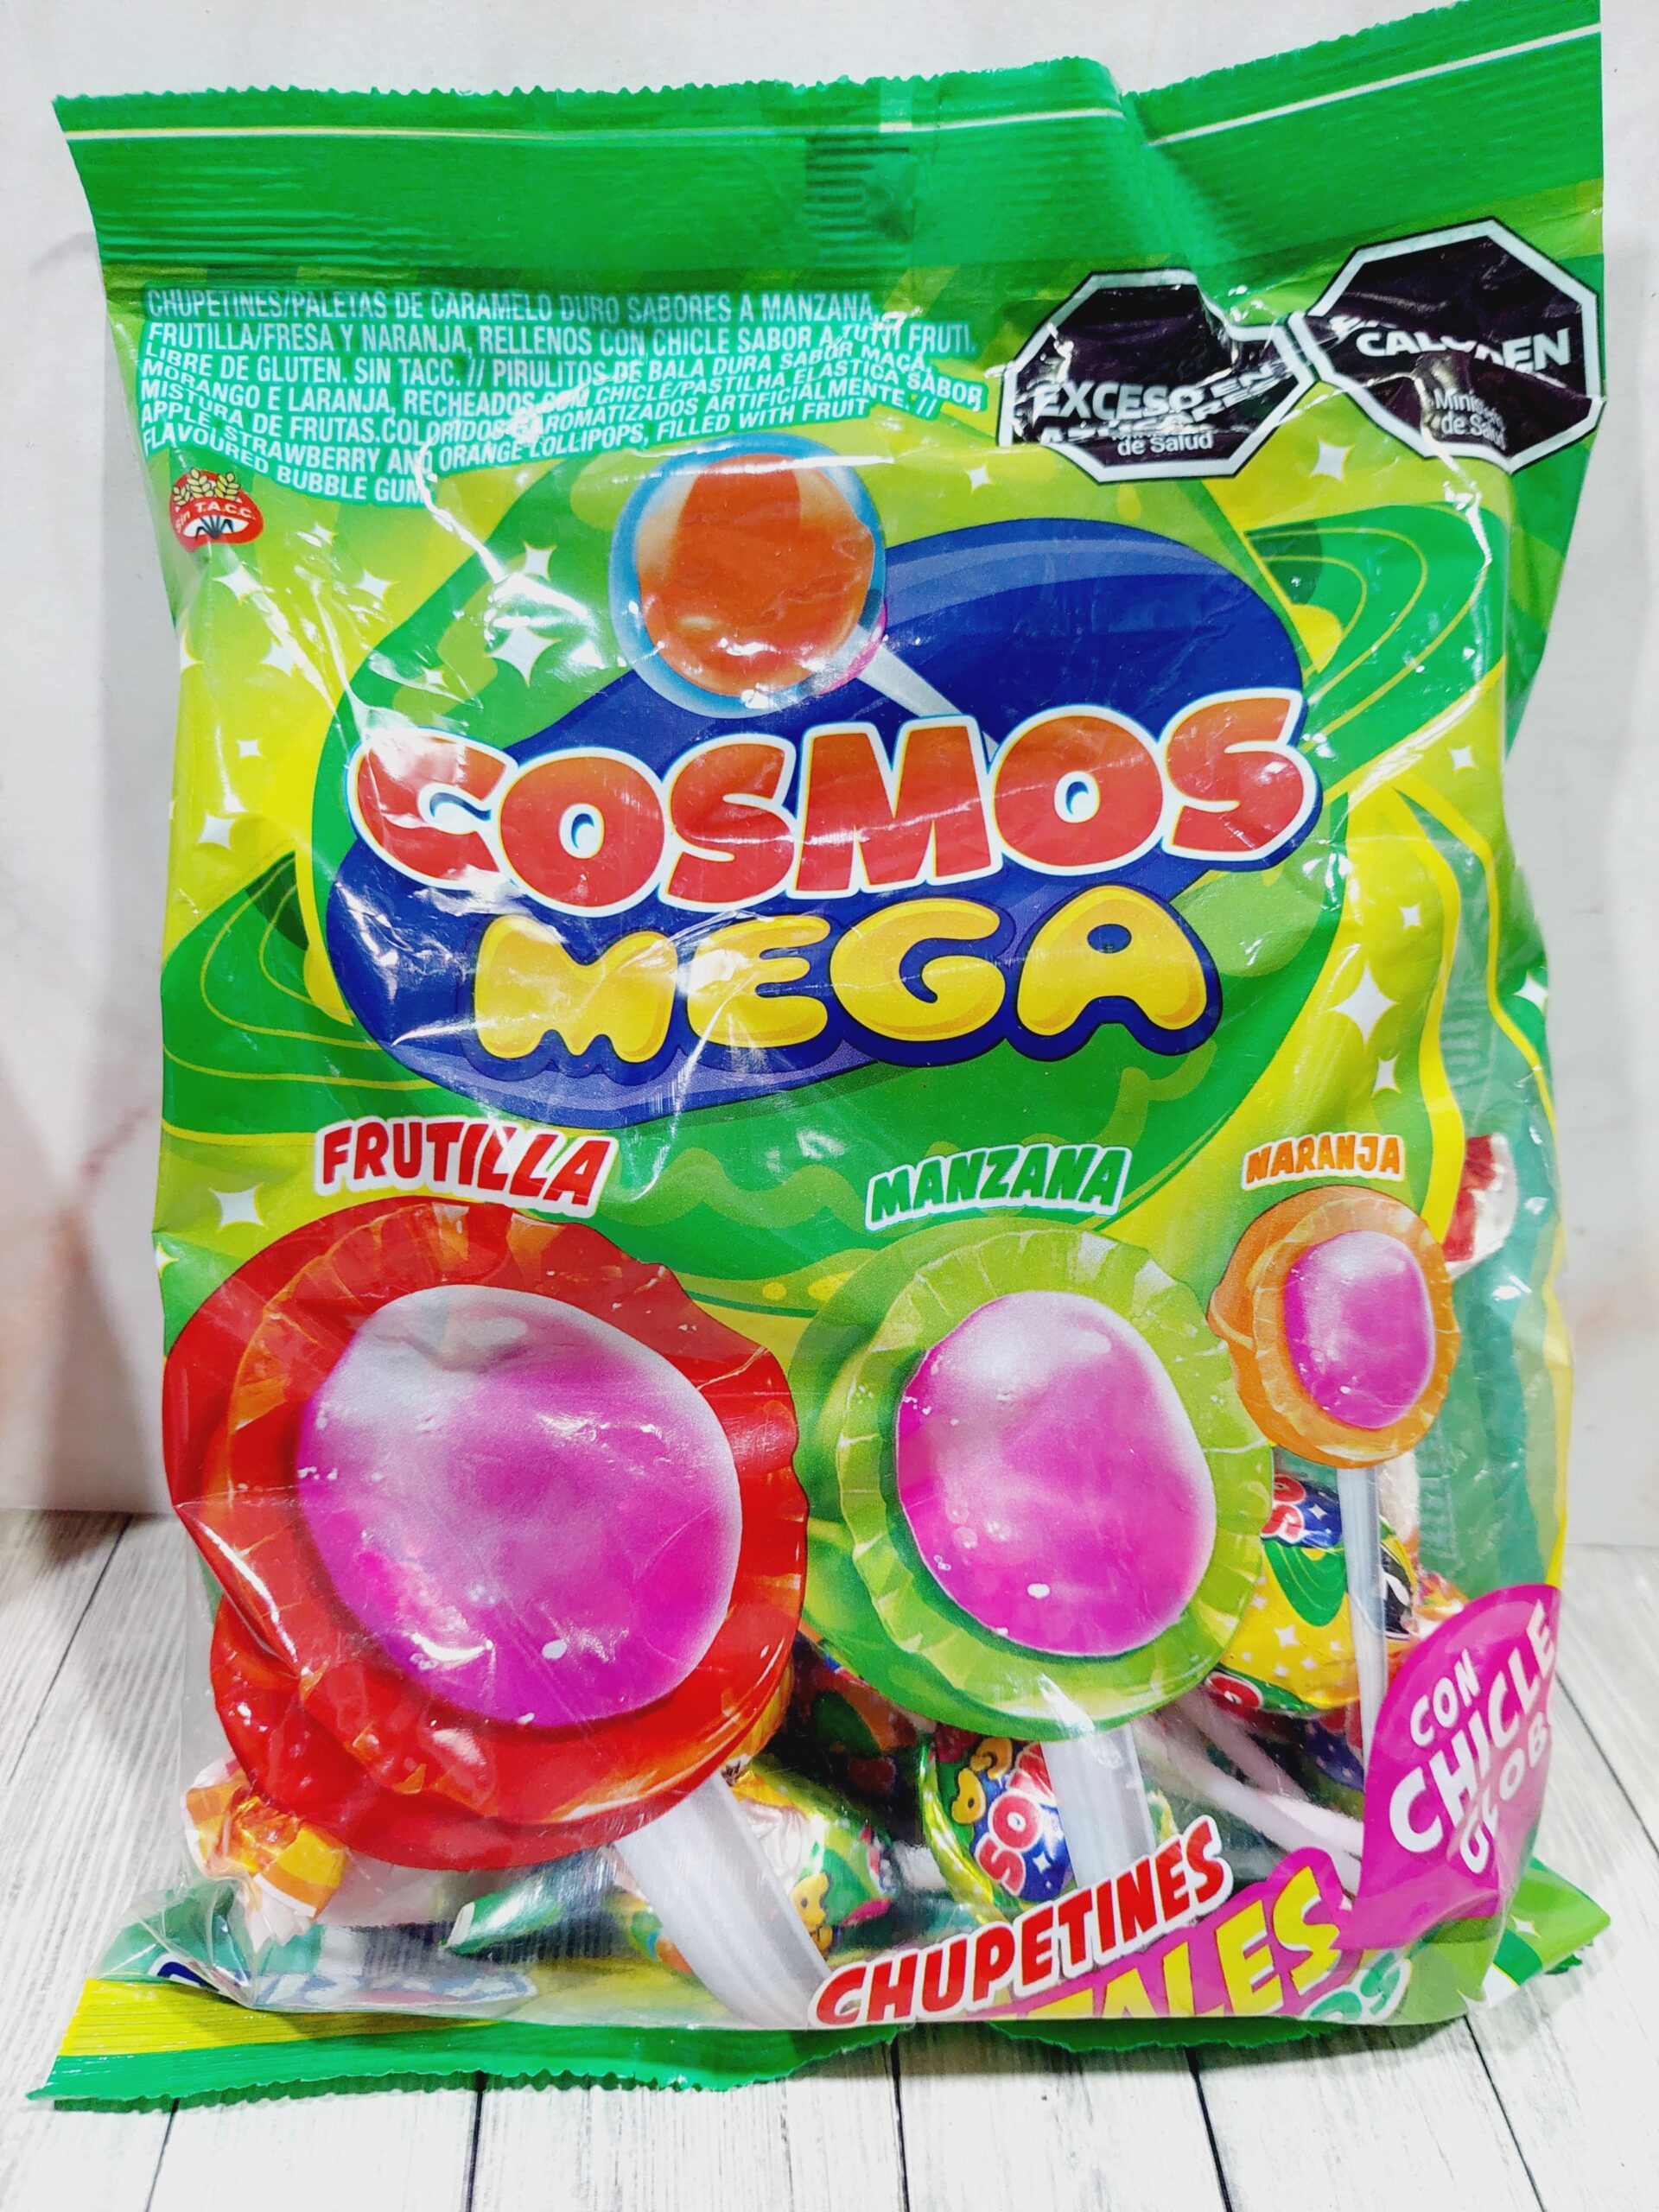 CHUPETINES/PALETAS DE CARAMELO DURO SABORES A MANZANA,
FRUTILLA/FRESA Y NARANJA, RELLENOS CON CHICLE SABOR A TUTTI FRUTI.
LIBRE DE GLUTEN. SIN TACC. // PIRULITOS DE BALA DURA SABOR MAÇÃ,
MORANGO E LARANJA, RECHEADOS COM CHICLE/PASTILHA ELASTICA SABOR
MISTURA DE FRUTAS. COLORIDOS E AROMATIZADOS ARTIFICIALMENTE. //
APPLE, STRAWBERRY AND ORANGE LOLLIPOPS, FILLED WITH FRUIT
FLAVOURED BUBBLE GUM
Sin T.A.C.C.
EXCESO EN
de Salud
EN
de Salud
COSMOS
MEGA
FRUTILLA
MANZANA
NARANJA
CON
CHICLE
GLOB
CHUPETINES